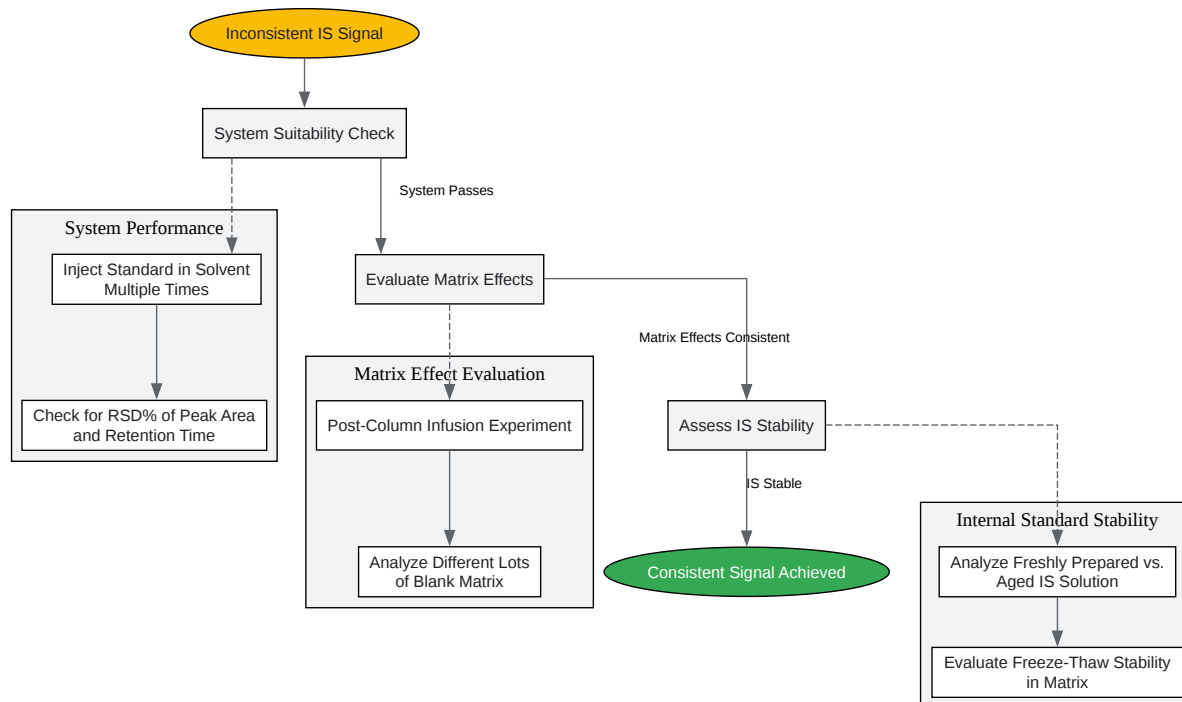 Inconsistent IS Signal
System Suitability Check
System Passes
System Performance
Inject Standard in Solvent
Multiple Times
Check for RSD% of Peak Area
and Retention Time
Evaluate Matrix Effects
Matrix Effects Consistent
Matrix Effect Evaluation
Post-Column Infusion Experiment
Analyze Different Lots
of Blank Matrix
Assess IS Stability
IS Stable
Consistent Signal Achieved
Internal Standard Stability
Analyze Freshly Prepared vs.
Aged IS Solution
Evaluate Freeze-Thaw Stability
in Matrix